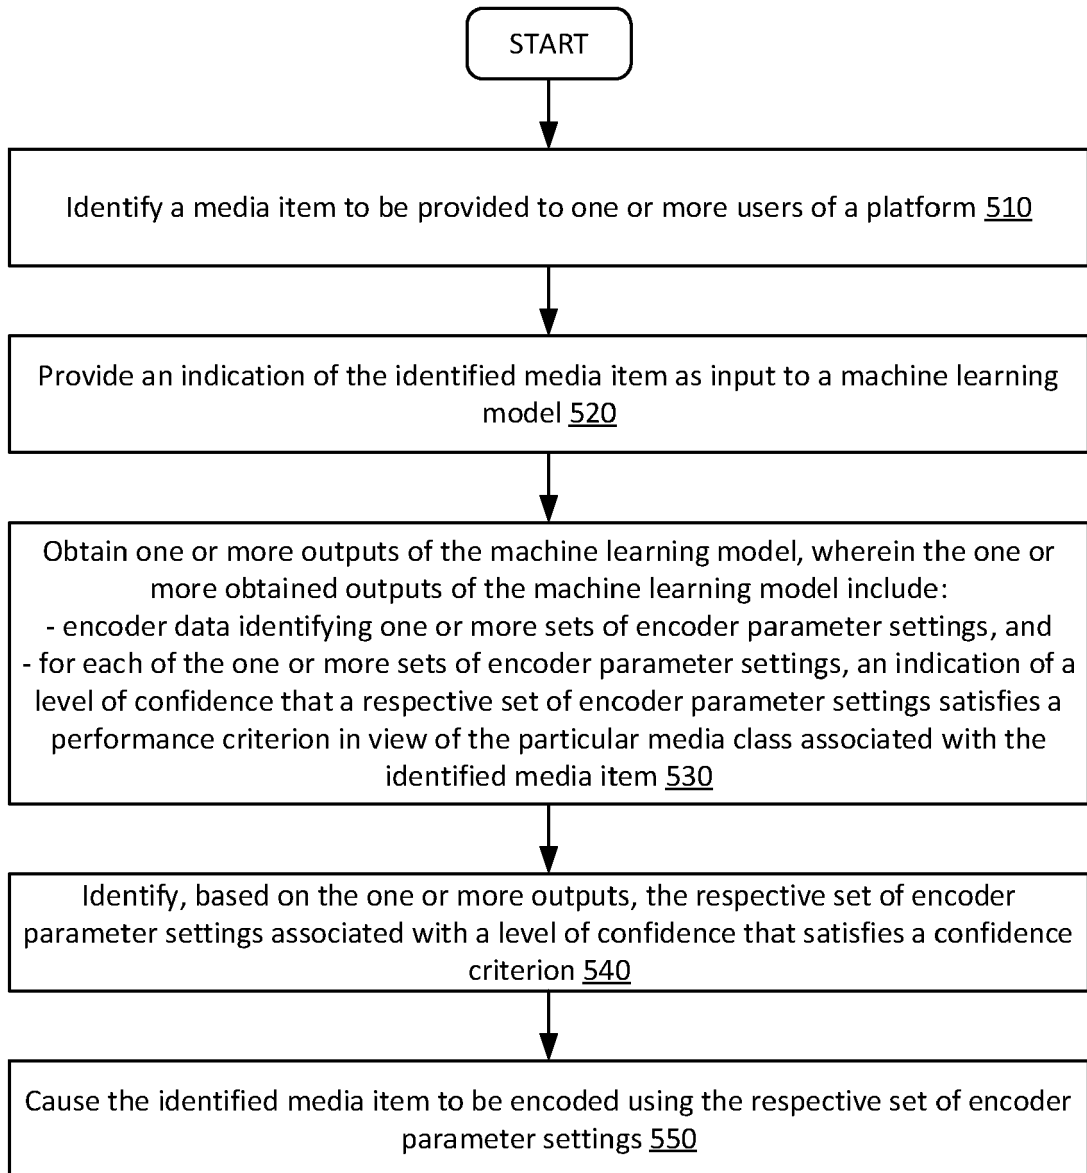 START
Identify a media item to be provided to one or more users of a platform 510
Provide an indication of the identified media item as input to a machine learning
model 520
Obtain one or more outputs of the machine learning model, wherein the one or
more obtained outputs of the machine learning model include:
- encoder data identifying one or more sets of encoder parameter settings, and
- for each of the one or more sets of encoder parameter settings, an indication of a
level of confidence that a respective set of encoder parameter settings satisfies a
performance criterion in view of the particular media class associated with the
identified media item 530
Identify, based on the one or more outputs, the respective set of encoder
parameter settings associated with a level of confidence that satisfies a confidence
criterion 540
Cause the identified media item to be encoded using the respective set of encoder
parameter settings 550